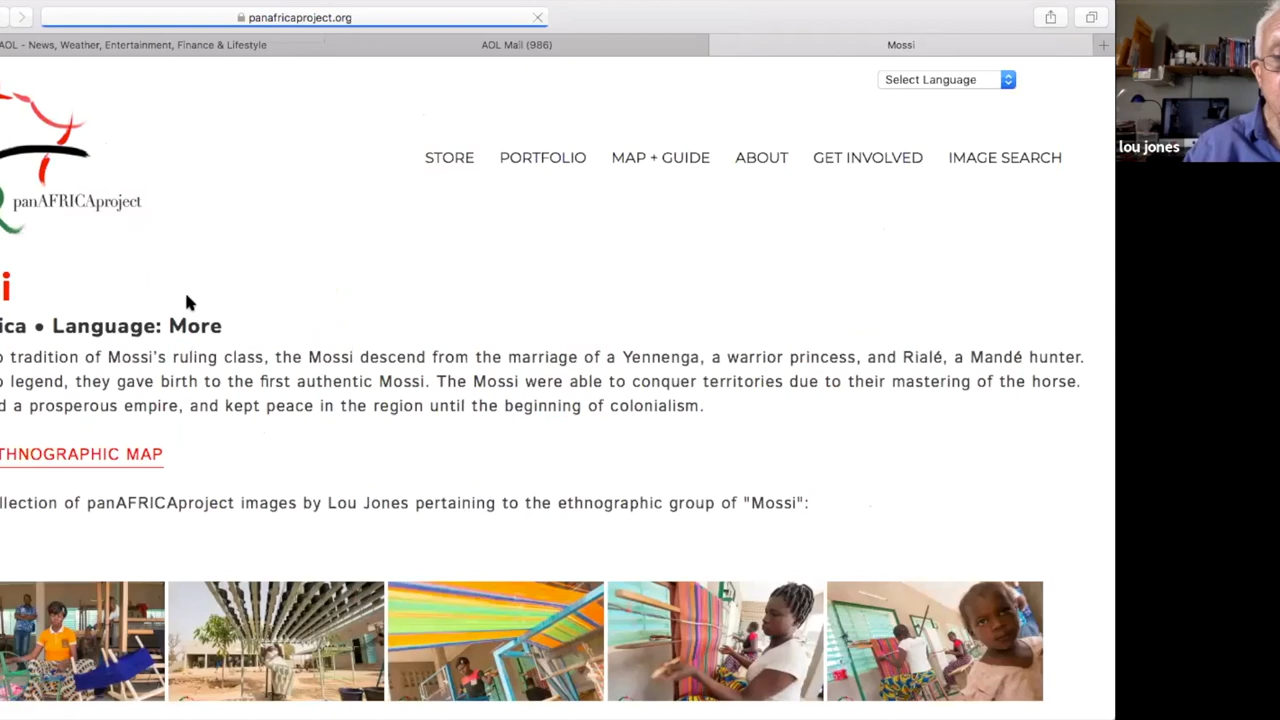 panafricaproject.org
AOL - News, Weather, Entertainment, Finance & Lifestyle
AOL Mail (986)
Mossi
Select Language
lou jones
STORE PORTFOLIO MAP + GUIDE ABOUT GET INVOLVED IMAGE SEARCH
panAFRICAproject
i
ica • Language: More
o tradition of Mossi's ruling class, the Mossi descend from the marriage of a Yennenga, a warrior princess, and Rialé, a Mandé hunter.
o legend, they gave birth to the first authentic Mossi. The Mossi were able to conquer territories due to their mastering of the horse.
d a prosperous empire, and kept peace in the region until the beginning of colonialism.
THNOGRAPHIC MAP
llection of panAFRICAproject images by Lou Jones pertaining to the ethnographic group of "Mossi":